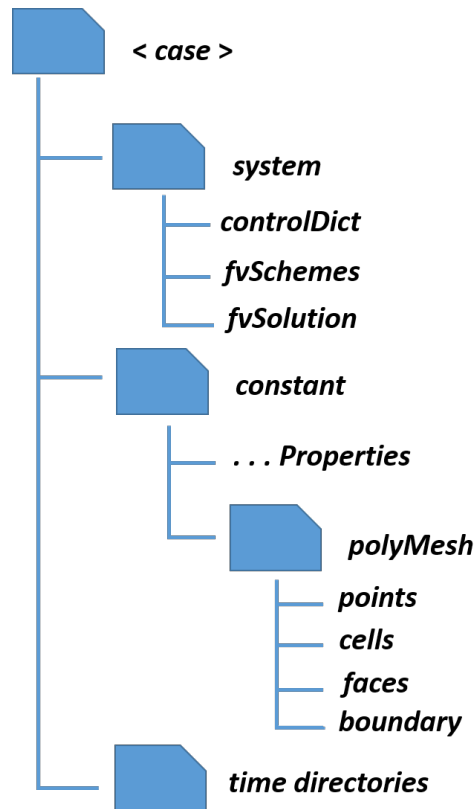 < case >
system
controlDict
fvSchemes
fvSolution
constant
. . . Properties
polyMesh
points
cells
faces
boundary
time directories